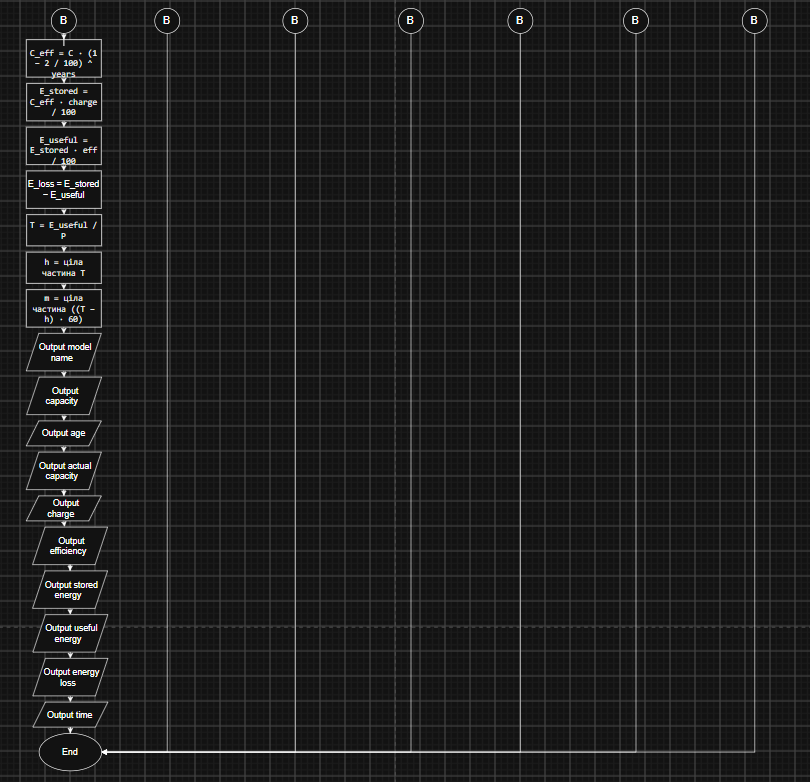 B B B B B B B
C_eff = C · (1
− 2 / 100) ^
years
E_stored =
C_eff · charge
/ 100
E_useful =
E_stored · eff
/ 100
E_loss = E_stored
− E_useful
T = E_useful /
P
h = ціла
частина T
m = ціла
частина ((T −
h) · 60)
Output model
name
Output
capacity
Output age
Output actual
capacity
Output
charge
Output
efficiency
Output stored
energy
Output useful
energy
Output energy
loss
Output time
End